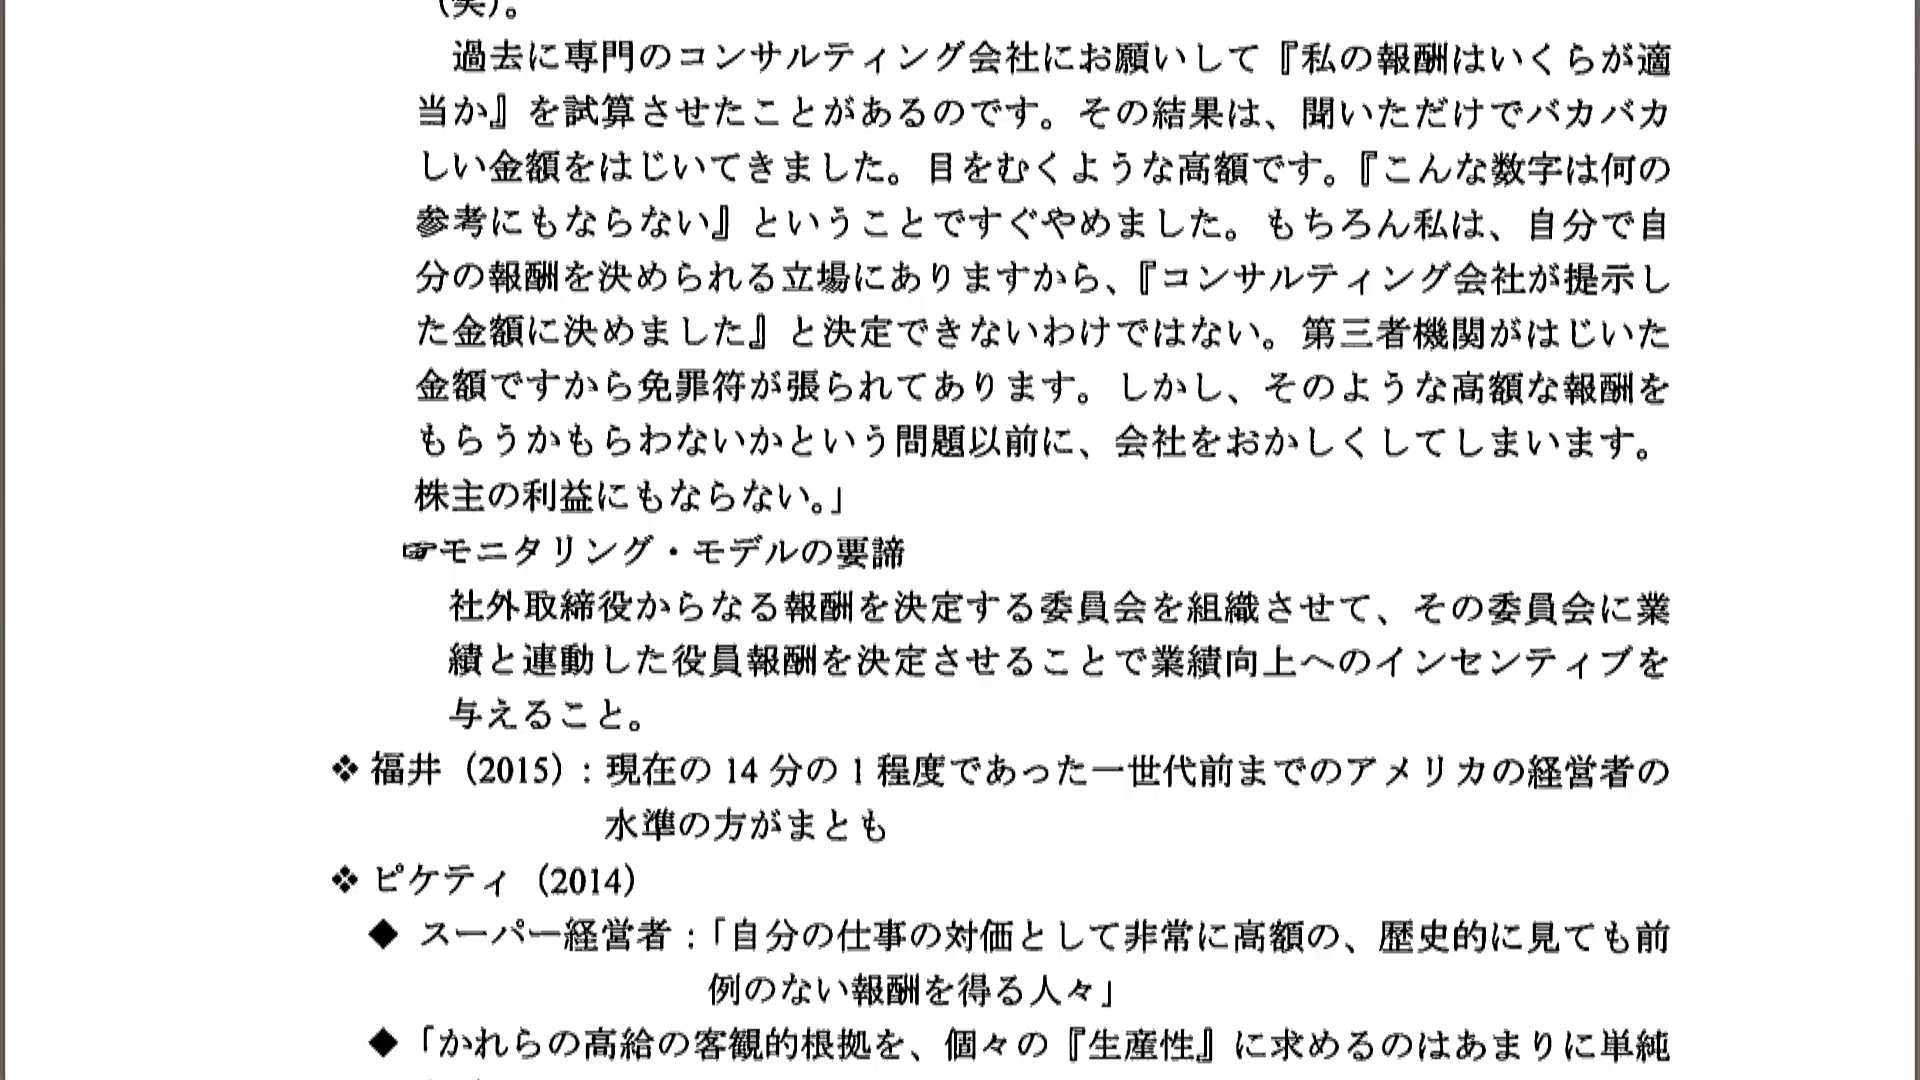 (笑)。
過去に専門のコンサルティング会社にお願いして『私の報酬はいくらが適
当か』を試算させたことがあるのです。その結果は、聞いただけでバカバカ
しい金額をはじいてきました。目をむくような高額です。『こんな数字は何の
参考にもならない』ということですぐやめました。もちろん私は、自分で自
分の報酬を決められる立場にありますから、『コンサルティング会社が提示し
た金額に決めました』と決定できないわけではない。第三者機関がはじいた
金額ですから免罪符が張られてあります。しかし、そのような高額な報酬を
もらうかもらわないかという問題以前に、会社をおかしくしてしまいます。
株主の利益にもならない。」
☞モニタリング・モデルの要諦
社外取締役からなる報酬を決定する委員会を組織させて、その委員会に業
績と連動した役員報酬を決定させることで業績向上へのインセンティブを
与えること。
❖ 福井（2015）: 現在の 14 分の 1 程度であった一世代前までのアメリカの経営者の
水準の方がまとも
❖ ピケティ（2014）
◆ スーパー経営者：「自分の仕事の対価として非常に高額の、歴史的に見ても前
例のない報酬を得る人々」
◆「かれらの高給の客観的根拠を、個々の『生産性』に求めるのはあまりに単純